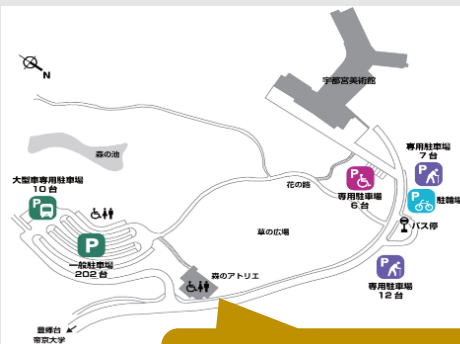 N
宇都宮美術館
森の池
専用駐車場
7台
大型車専用駐車場
10台
P
P
花の路
P
専用駐車場
6台
P
駐輪場
バス停
草の広場
P
一般駐車場
202台
P
専用駐車場
12台
森のアトリエ
豊郷台
帝京大学